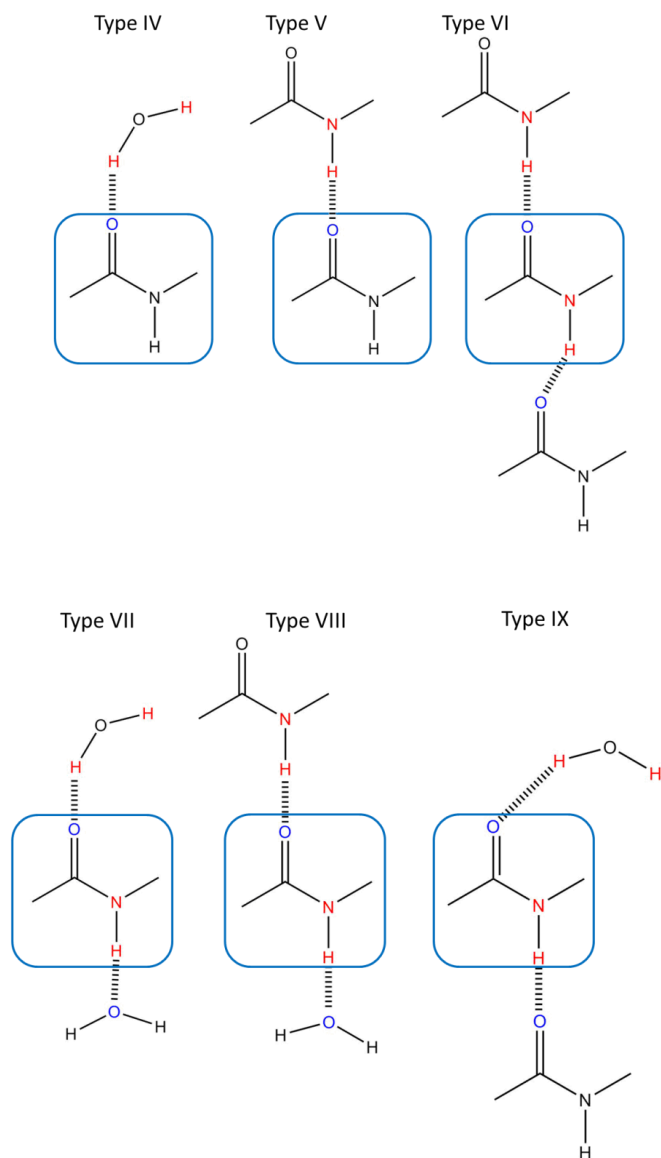 Type IV Type V Type VI
O O
O H N N
H H H
O O O
N N N
H H H
O
N
H
Type VII Type VIII Type IX
O
O H N
H H H O H
O O O
N N N
H H H
H O H H O H O
N
H